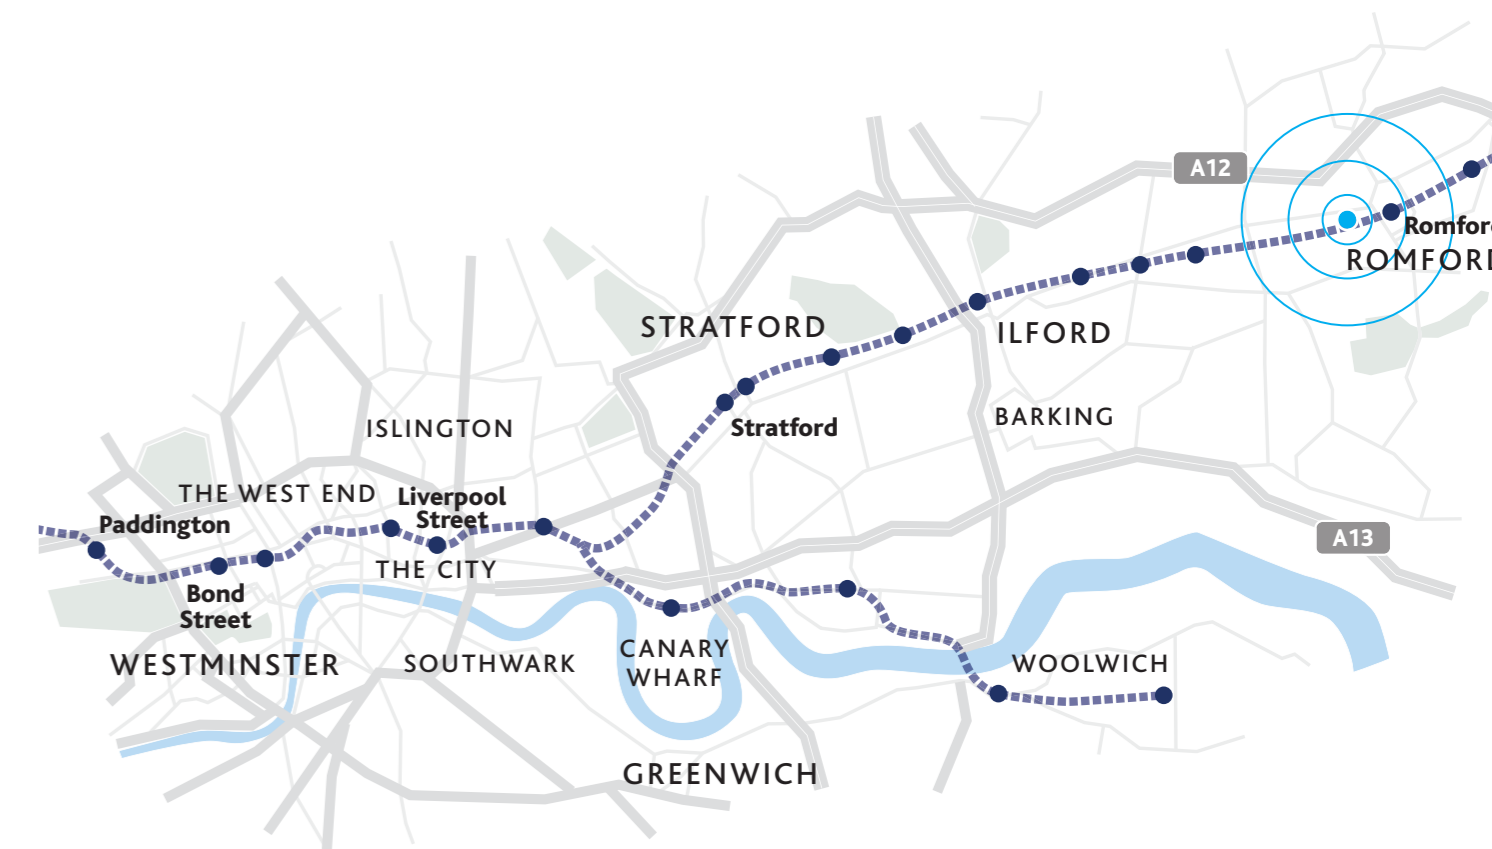 A12
Romfor
ROMFORD
STRATFORD
ILFORD
BARKING
ISLINGTON
Stratford
THE WEST END
Liverpool
Street
Paddington
A13
THE CITY
Bond
Street
CANARY
WHARF
WESTMINSTER
SOUTHWARK
WOOLWICH
GREENWICH